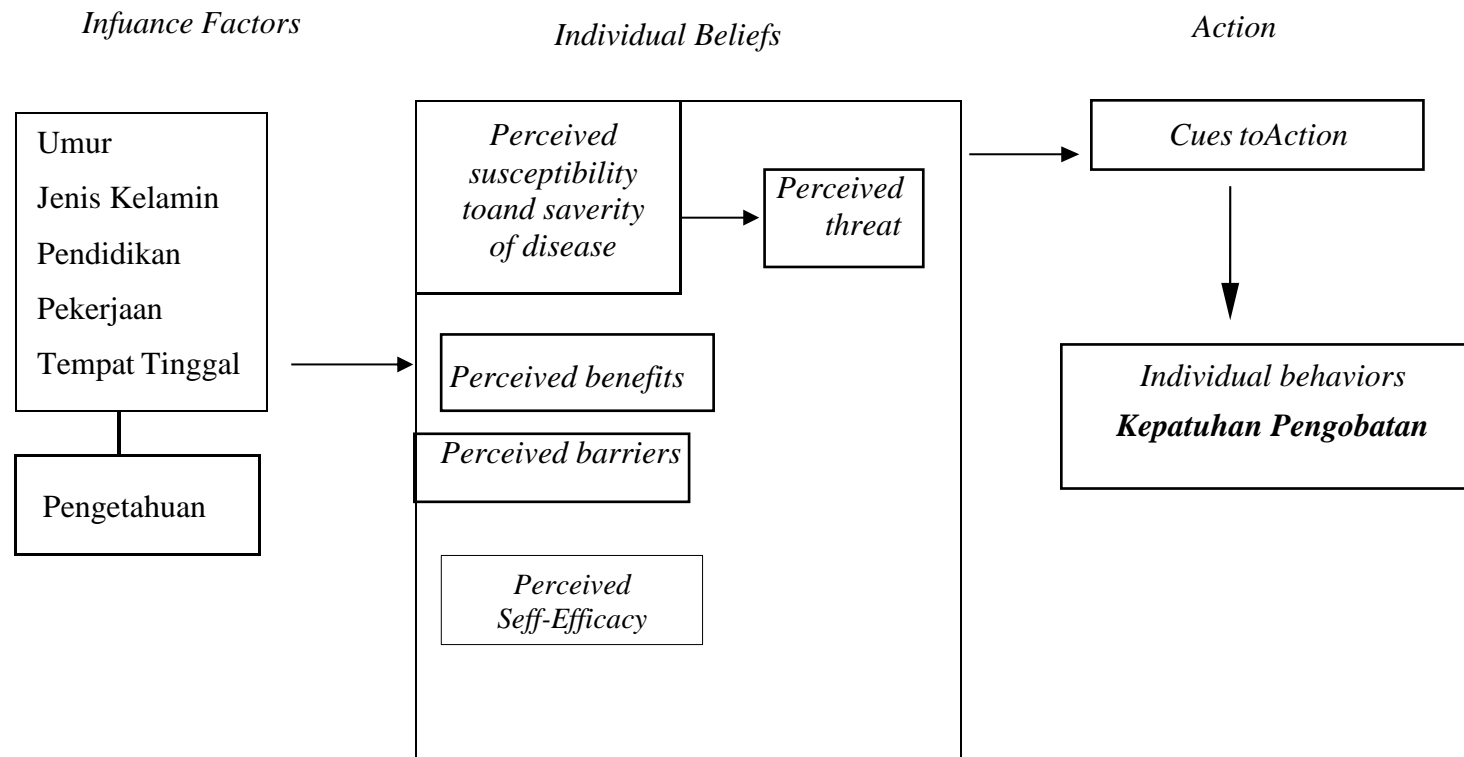 Infuance Factors
Individual Beliefs
Action
Umur
Jenis Kelamin
Pendidikan
Pekerjaan
Tempat Tinggal
Pengetahuan
Perceived
susceptibility
toand saverity
of disease
Perceived
threat
Perceived benefits
Perceived barriers
Perceived
Seff-Efficacy
Cues toAction
Individual behaviors
Kepatuhan Pengobatan